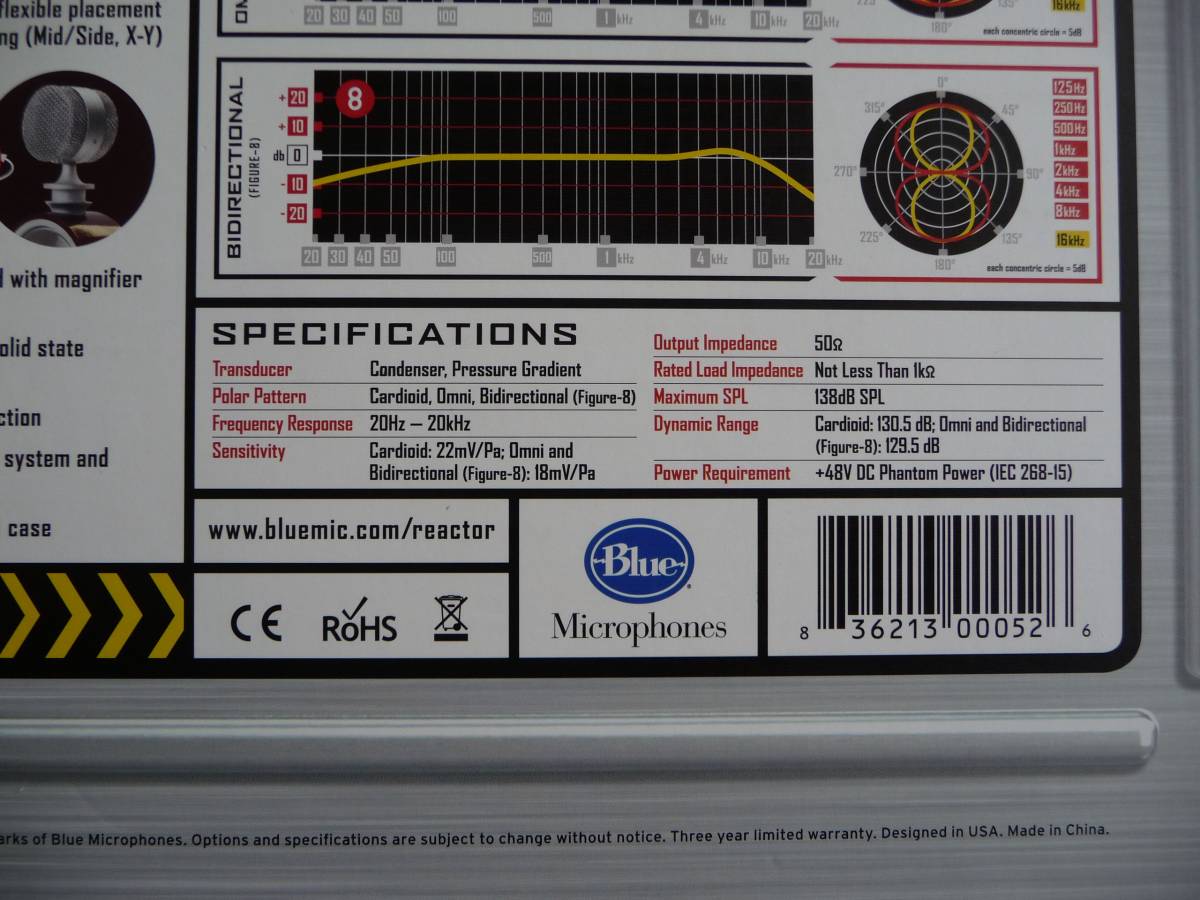 flexible placement
ng (Mid/Side, X-Y)
d with magnifier
olid state
ction
system and
case
20 30 40 50 100 500 1 kHz 4 kHz 10 kHz 20 kHz
225° 135°
180°
16kHz
each concentric circle = 5dB
BIDIRECTIONAL
(FIGURE-8)
+ 20
+ 10
db 0
- 10
- 20
8
20 30 40 50 100 500 1 kHz 4 kHz 10 kHz 20 kHz
0°
315° 45°
270° 90°
225° 135°
180°
125Hz
250Hz
500Hz
1kHz
2kHz
4kHz
8kHz
16kHz
each concentric circle = 5dB
SPECIFICATIONS
Transducer Condenser, Pressure Gradient
Polar Pattern Cardioid, Omni, Bidirectional (Figure-8)
Frequency Response 20Hz — 20kHz
Sensitivity Cardioid: 22mV/Pa; Omni and
Bidirectional (Figure-8): 18mV/Pa
Output Impedance 50Ω
Rated Load Impedance Not Less Than 1kΩ
Maximum SPL 138dB SPL
Dynamic Range Cardioid: 130.5 dB; Omni and Bidirectional
(Figure-8): 129.5 dB
Power Requirement +48V DC Phantom Power (IEC 268-15)
www.bluemic.com/reactor
CE RoHS
Blue
Microphones
8 36213 00052 6
arks of Blue Microphones. Options and specifications are subject to change without notice. Three year limited warranty. Designed in USA. Made in China.